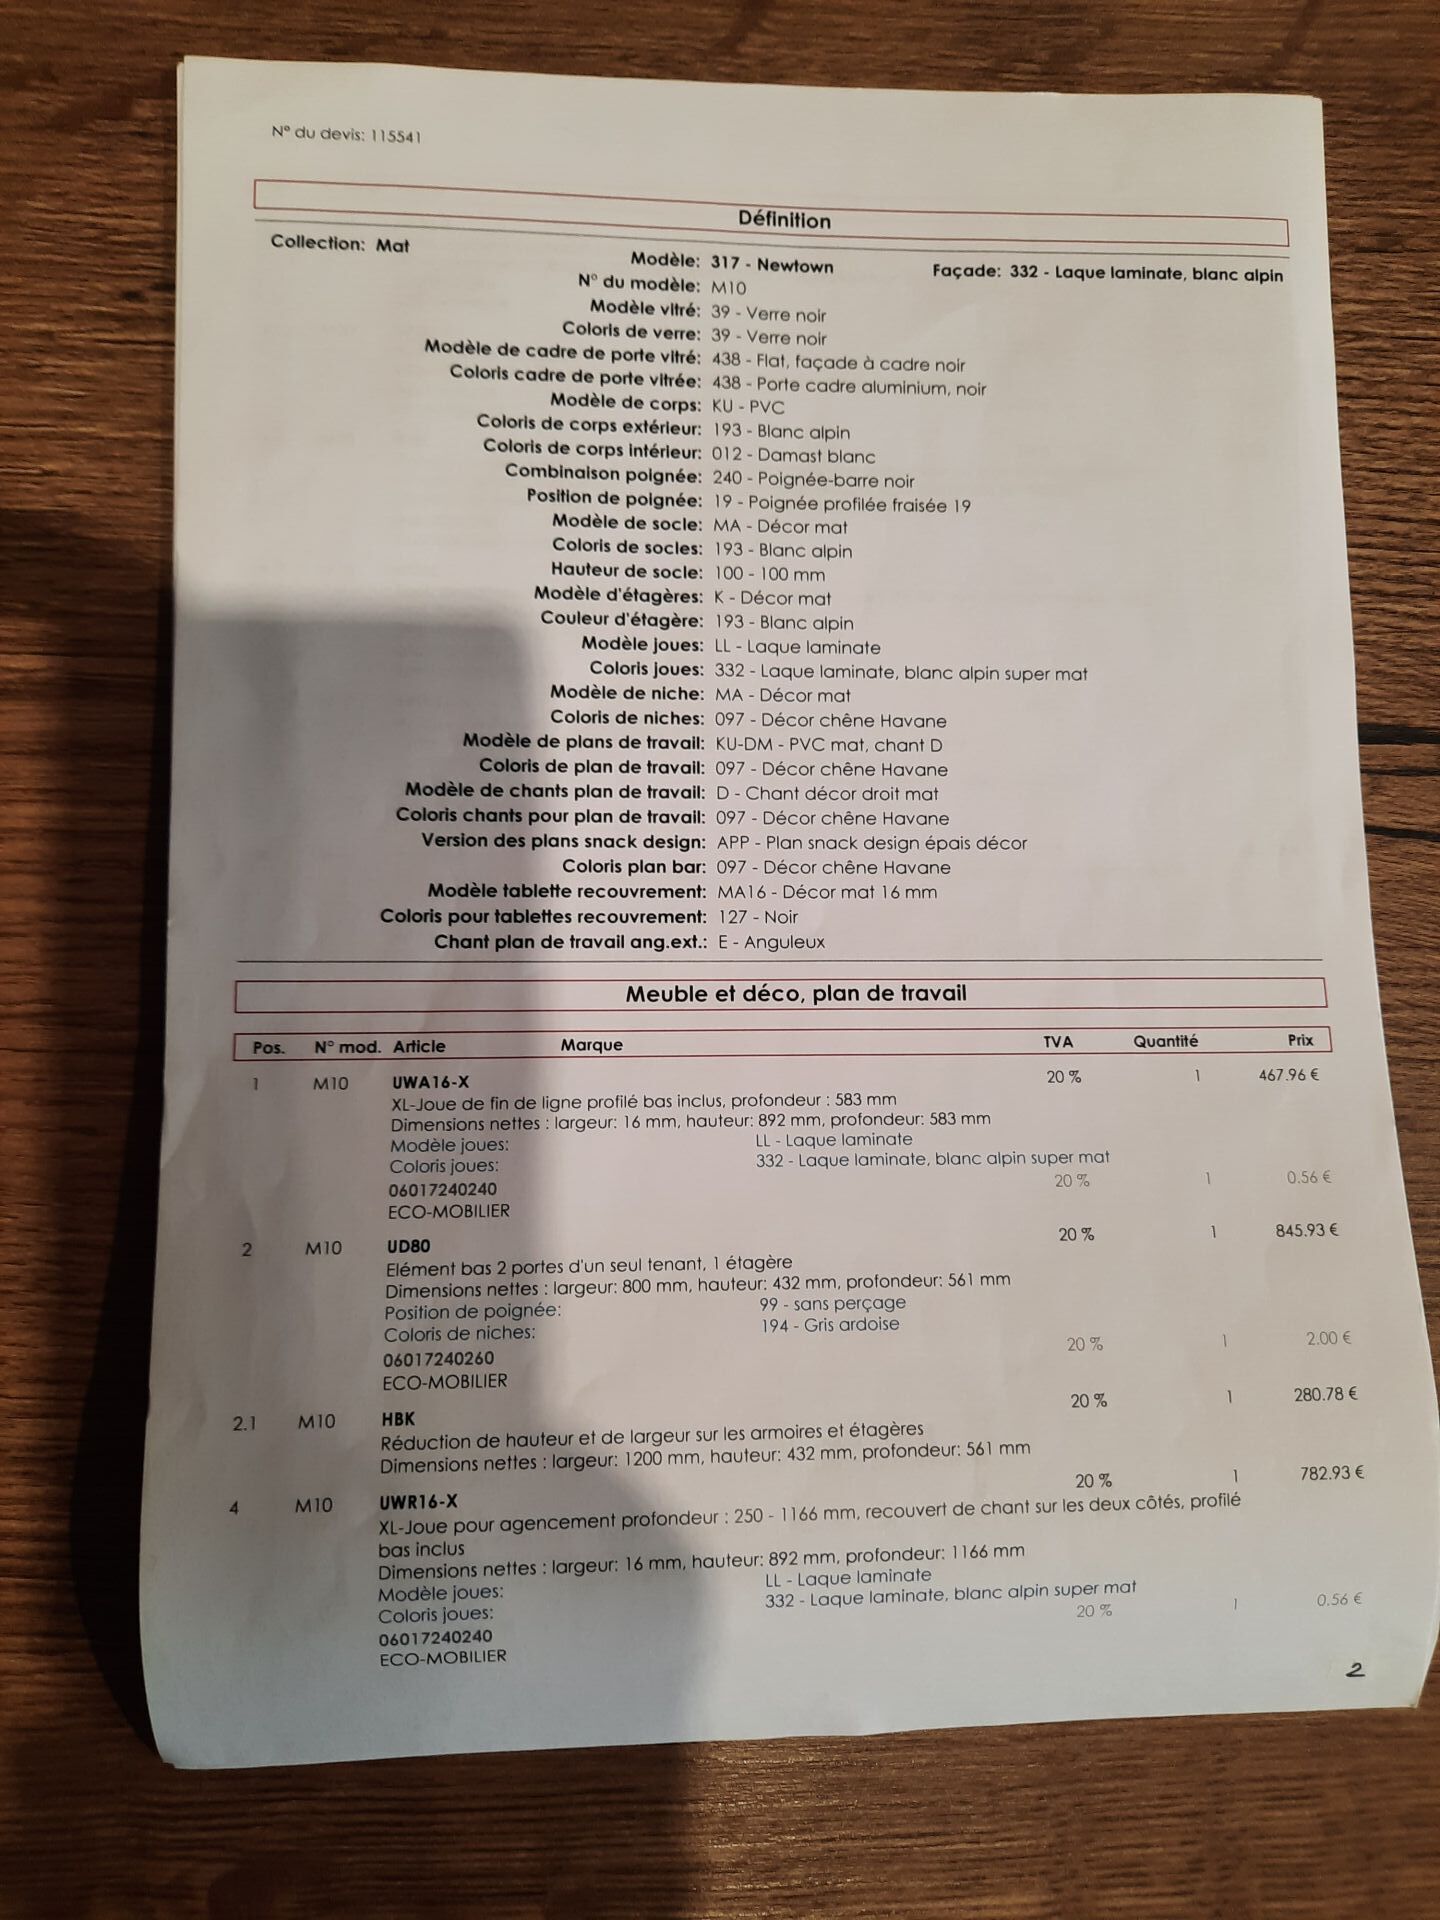 N° du devis: 115541
Définition
Collection: Mat Modèle: 317 - Newtown Façade: 332 - Laque laminate, blanc alpin
N° du modèle: M10
Modèle vitré: 39 - Verre noir
Coloris de verre: 39 - Verre noir
Modèle de cadre de porte vitré: 438 - Flat, façade à cadre noir
Coloris cadre de porte vitrée: 438 - Porte cadre aluminium, noir
Modèle de corps: KU - PVC
Coloris de corps extérieur: 193 - Blanc alpin
Coloris de corps intérieur: 012 - Damast blanc
Combinaison poignée: 240 - Poignée-barre noir
Position de poignée: 19 - Poignée profilée fraisée 19
Modèle de socle: MA - Décor mat
Coloris de socles: 193 - Blanc alpin
Hauteur de socle: 100 - 100 mm
Modèle d'étagères: K - Décor mat
Couleur d'étagère: 193 - Blanc alpin
Modèle joues: LL - Laque laminate
Coloris joues: 332 - Laque laminate, blanc alpin super mat
Modèle de niche: MA - Décor mat
Coloris de niches: 097 - Décor chêne Havane
Modèle de plans de travail: KU-DM - PVC mat, chant D
Coloris de plan de travail: 097 - Décor chêne Havane
Modèle de chants plan de travail: D - Chant décor droit mat
Coloris chants pour plan de travail: 097 - Décor chêne Havane
Version des plans snack design: APP - Plan snack design épais décor
Coloris plan bar: 097 - Décor chêne Havane
Modèle tablette recouvrement: MA16 - Décor mat 16 mm
Coloris pour tablettes recouvrement: 127 - Noir
Chant plan de travail ang.ext.: E - Anguleux
Meuble et déco, plan de travail
Pos. N° mod. Article Marque TVA Quantité Prix
1 M10 UWA16-X 20 % 1 467.96 €
XL-Joue de fin de ligne profilé bas inclus, profondeur : 583 mm
Dimensions nettes : largeur: 16 mm, hauteur: 892 mm, profondeur: 583 mm
Modèle joues: LL - Laque laminate
Coloris joues: 332 - Laque laminate, blanc alpin super mat
06017240240 20 % 1 0.56 €
ECO-MOBILIER
2 M10 UD80 20 % 1 845.93 €
Elément bas 2 portes d'un seul tenant, 1 étagère
Dimensions nettes : largeur: 800 mm, hauteur: 432 mm, profondeur: 561 mm
Position de poignée: 99 - sans perçage
Coloris de niches: 194 - Gris ardoise
06017240260 20 % 1 2.00 €
ECO-MOBILIER
2.1 M10 HBK 20 % 1 280.78 €
Réduction de hauteur et de largeur sur les armoires et étagères
Dimensions nettes : largeur: 1200 mm, hauteur: 432 mm, profondeur: 561 mm
4 M10 UWR16-X 20 % 1 782.93 €
XL-Joue pour agencement profondeur : 250 - 1166 mm, recouvert de chant sur les deux côtés, profilé
bas inclus
Dimensions nettes : largeur: 16 mm, hauteur: 892 mm, profondeur: 1166 mm
Modèle joues: LL - Laque laminate
Coloris joues: 332 - Laque laminate, blanc alpin super mat
06017240240 20 % 1 0.56 €
ECO-MOBILIER
2